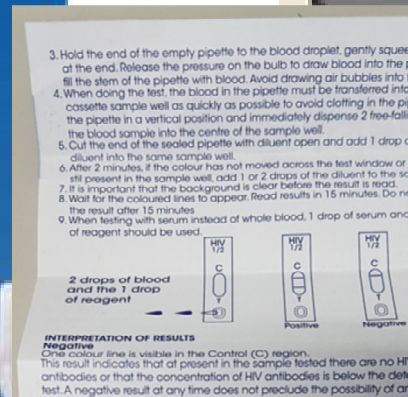 3. Hold the end of the empty pipette to the blood droplet, gently squee
at the end. Release the pressure on the bulb to draw blood into the p
fill the stem of the pipette with blood. Avoid drawing air bubbles into
4. When doing the test, the blood in the pipette must be transferred into
cassette sample well as quickly as possible to avoid clotting in the pi
the pipette in a vertical position and immediately dispense 2 free-falli
the blood sample into the centre of the sample well.
5. Cut the end of the sealed pipette with diluent open and add 1 drop o
diluent into the same sample well.
6. After 2 minutes, if the colour has not moved across the test window or
stil present in the sample well, add 1 or 2 drops of the diluent to the sa
7. It is important that the background is clear before the result is read.
8. Wait for the coloured lines to appear. Read results in 15 minutes. Do n
the result after 15 minutes
9. When testing with serum instead of whole blood, 1 drop of serum and
of reagent should be used.
HIV 1/2 HIV 1/2 HIV 1/2
C C C
2 drops of blood
and the 1 drop
of reagent
T T T
Positive Negative
INTERPRETATION OF RESULTS
Negative
One colour line is visible in the Control (C) region.
This result indicates that at present in the sample tested there are no HI
antibodies or that the concentration of HIV antibodies is below the dete
test. A negative result at any time does not preclude the possibility of an